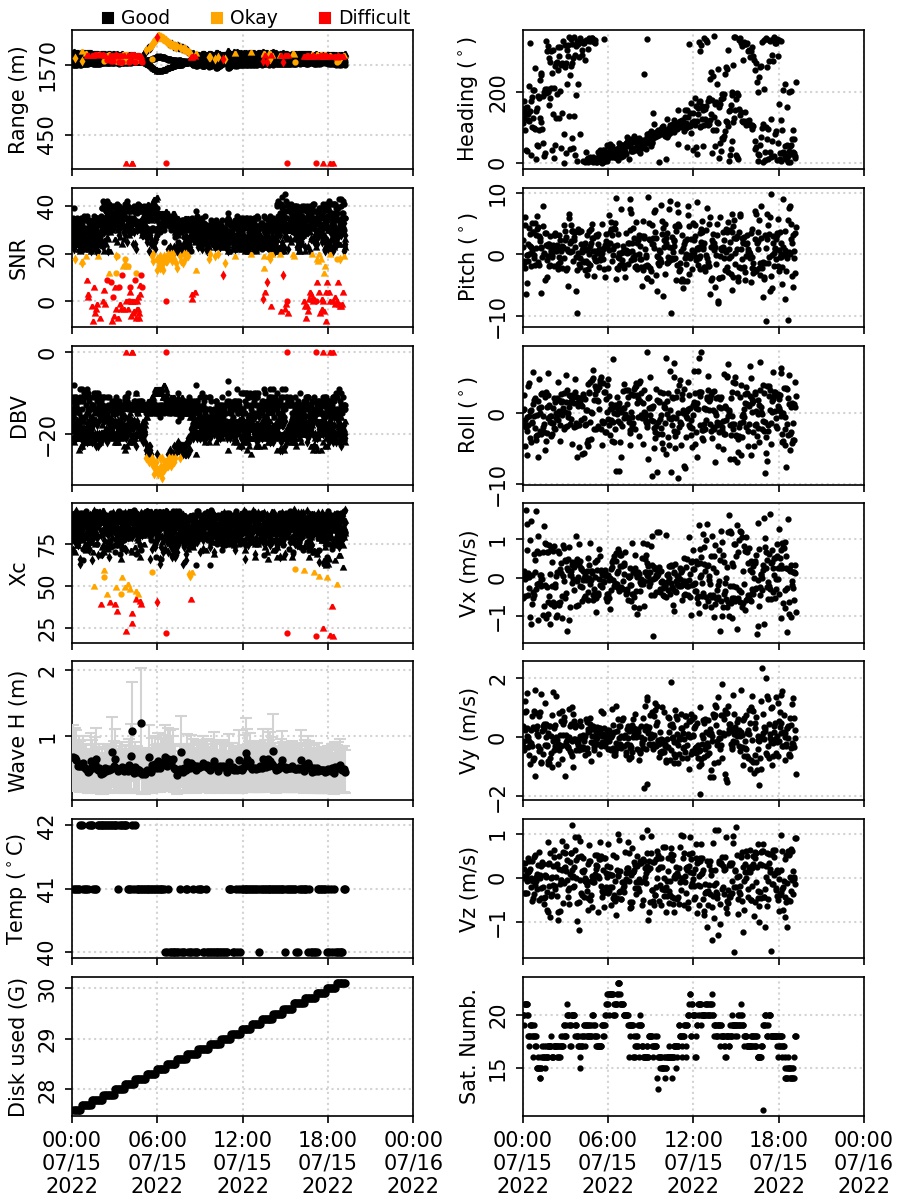 Good Okay Difficult
Range (m)
1570
450
Heading (°)
200
0
SNR
40
20
0
Pitch (°)
10
0
−10
DBV
0
−20
Roll (°)
0
−10
Xc
75
50
25
Vx (m/s)
1
0
−1
Wave H (m)
2
1
Vy (m/s)
2
0
−2
Temp (°C)
42
41
40
Vz (m/s)
1
0
−1
Disk used (G)
30
29
28
Sat. Numb.
20
15
00:00 06:00 12:00 18:00 00:00
07/15 07/15 07/15 07/15 07/16
2022 2022 2022 2022 2022
00:00 06:00 12:00 18:00 00:00
07/15 07/15 07/15 07/15 07/16
2022 2022 2022 2022 2022